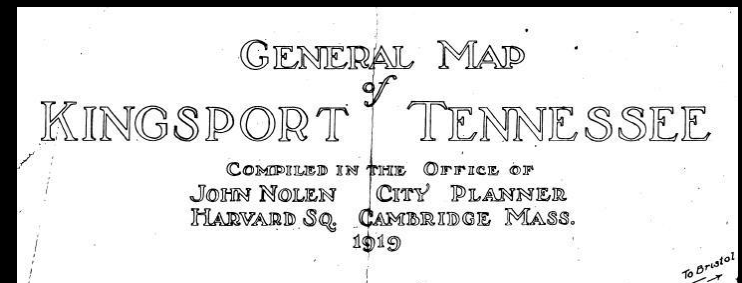 GENERAL MAP
of
KINGSPORT TENNESSEE
COMPILED IN THE OFFICE OF
JOHN NOLEN CITY PLANNER
HARVARD SQ. CAMBRIDGE MASS.
1919
To Bristol